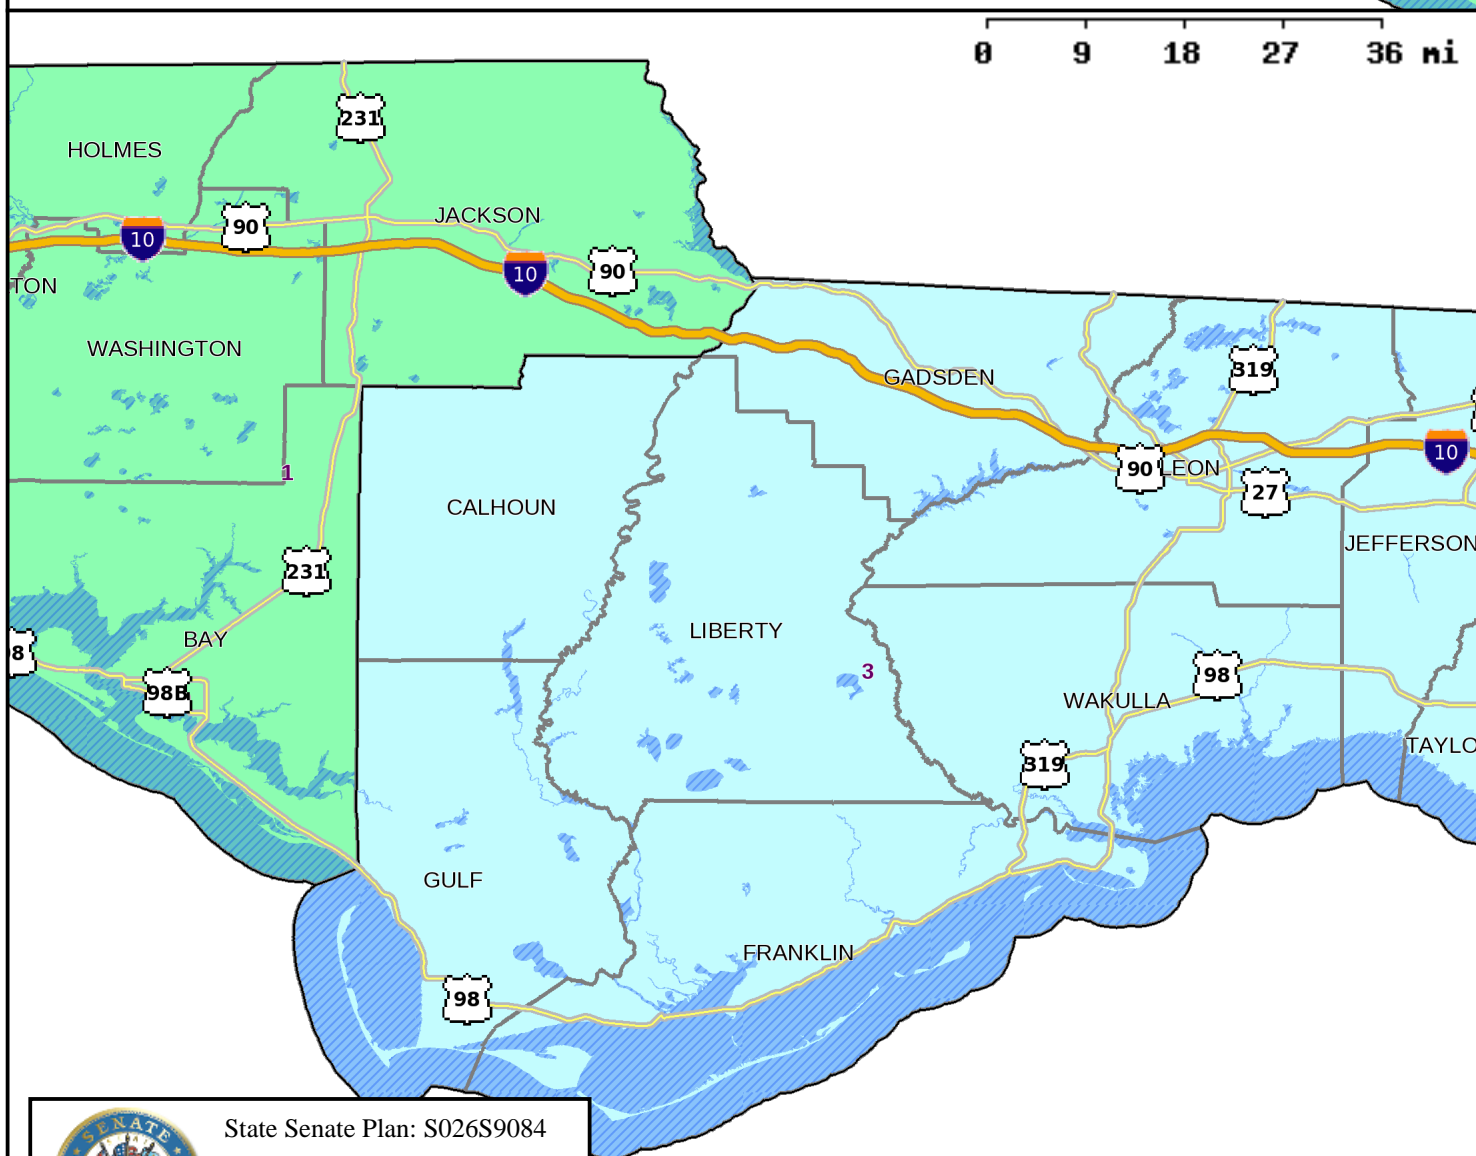 0 9 18 27 36 mi
231
HOLMES
JACKSON
90
10
10
90
TON
WASHINGTON
GADSDEN
319
10
1
90
LEON
27
CALHOUN
JEFFERSON
231
LIBERTY
BAY
98
3
98
98B
WAKULLA
TAYLO
319
GULF
FRANKLIN
98
State Senate Plan: S026S9084
SENATE